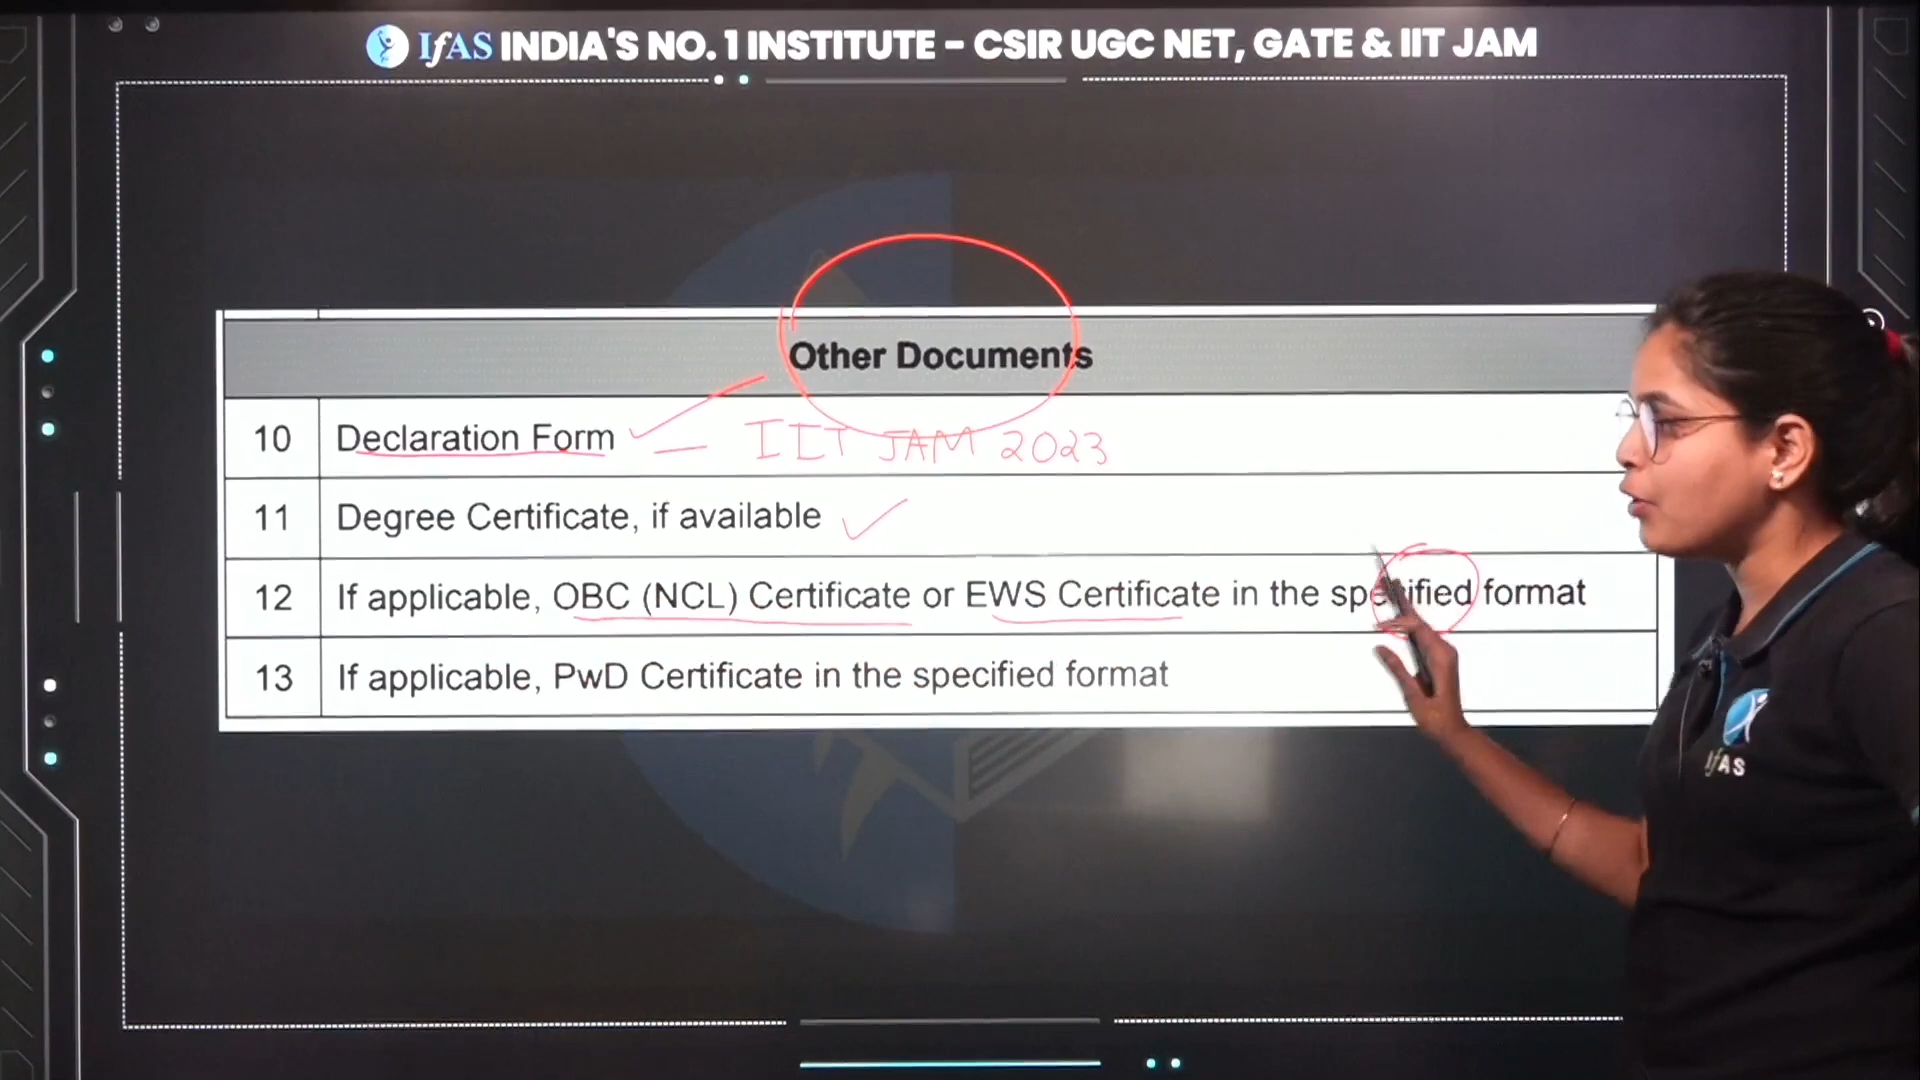 IfAS INDIA'S NO. 1 INSTITUTE - CSIR UGC NET, GATE & IIT JAM
Other Documents
10 Declaration Form IIT JAM 2023
11 Degree Certificate, if available
12 If applicable, OBC (NCL) Certificate or EWS Certificate in the specified format
13 If applicable, PwD Certificate in the specified format
IfAS